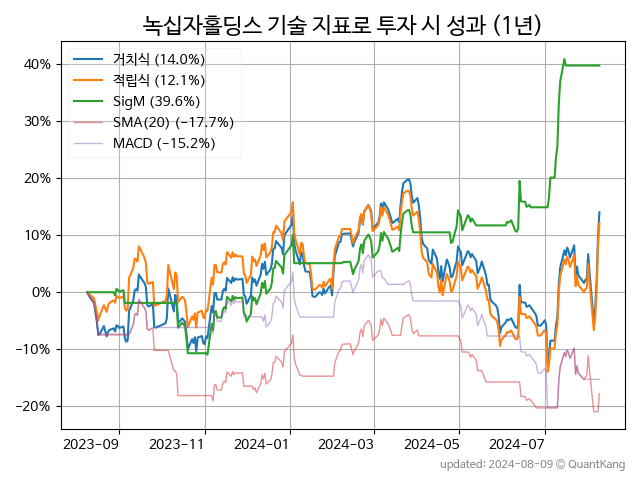 녹십자홀딩스 기술 지표로 투자 시 성과 (1년)
거치식 (14.0%)
적립식 (12.1%)
SigM (39.6%)
SMA(20) (−17.7%)
MACD (−15.2%)
40%
30%
20%
10%
0%
−10%
−20%
2023-09 2023-11 2024-01 2024-03 2024-05 2024-07
updated: 2024-08-09 © QuantKang